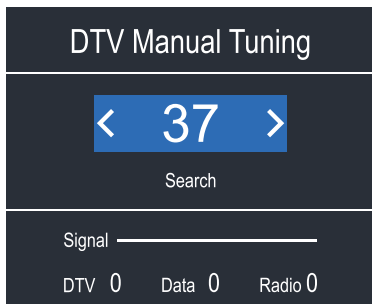 DTV Manual Tuning
< 37 >
Search
Signal
DTV 0 Data 0 Radio 0